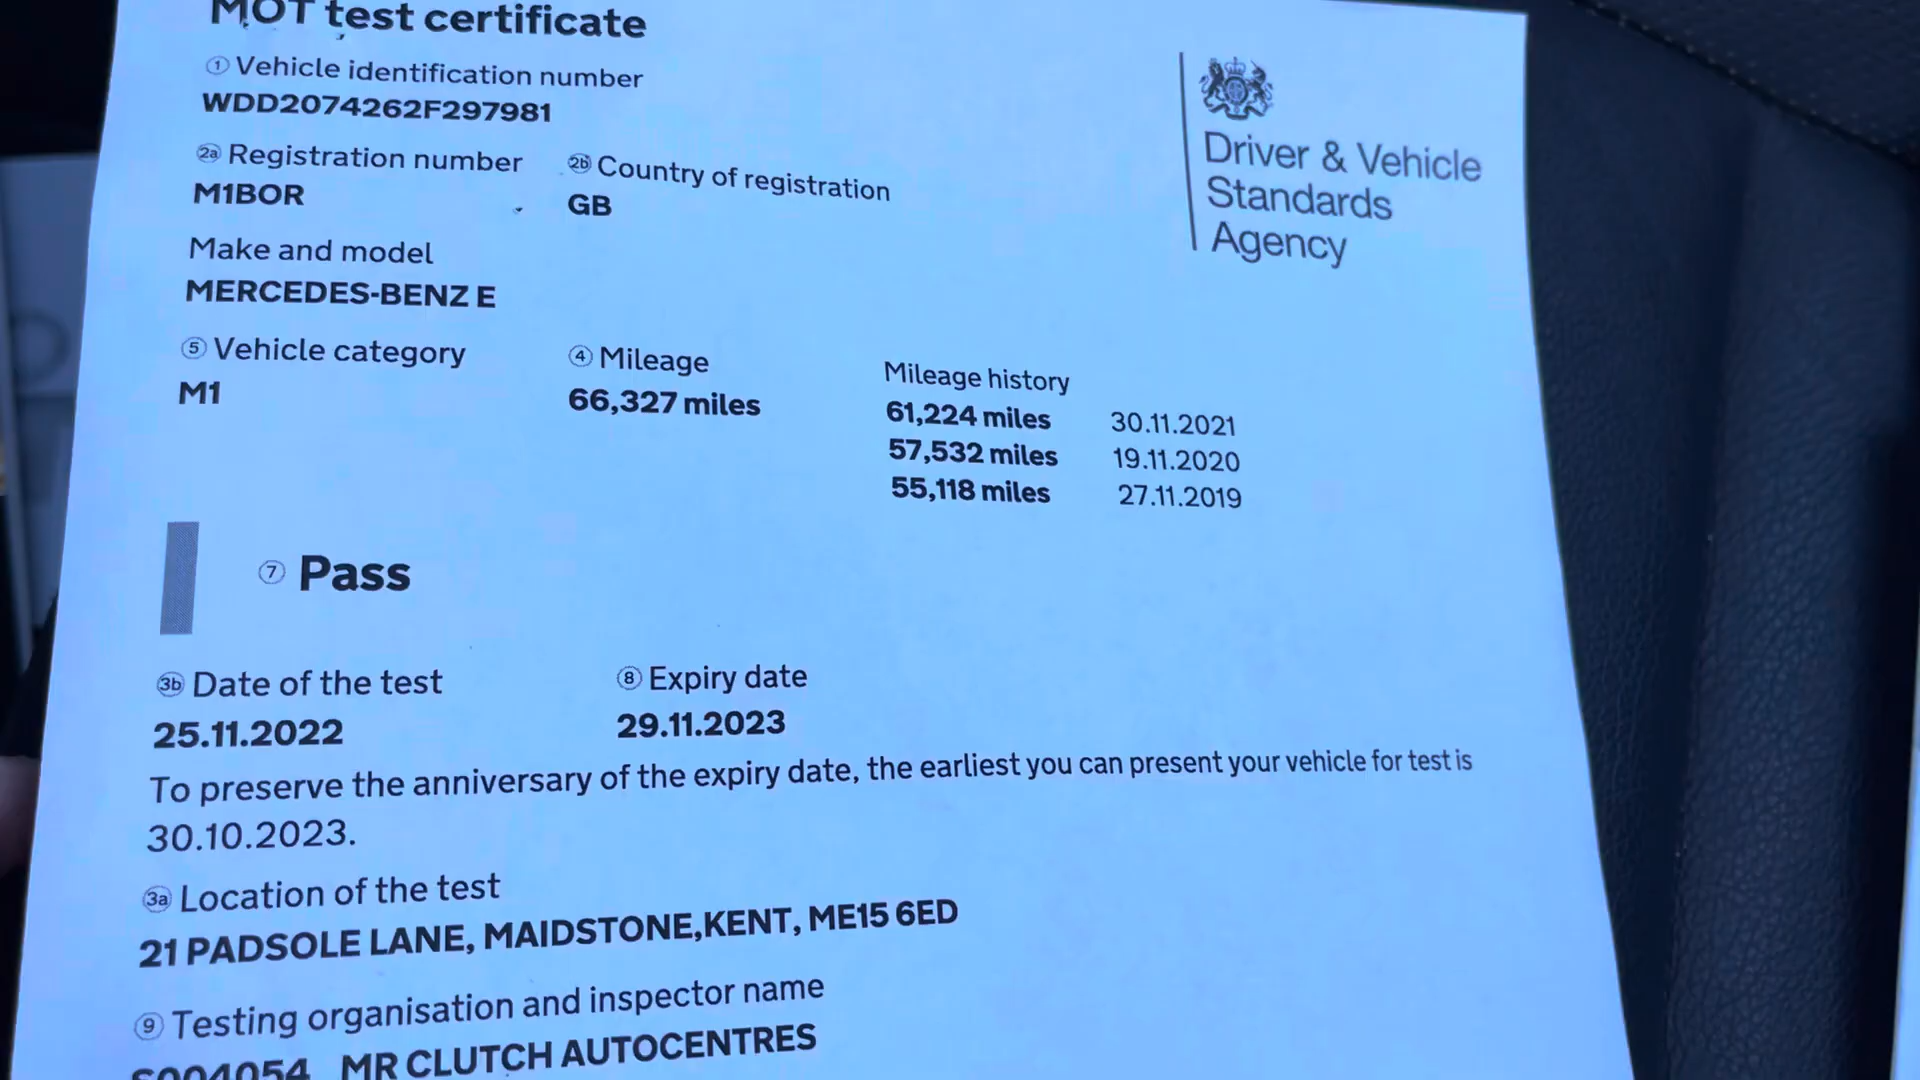 MOT test certificate
1 Vehicle identification number
WDD2074262F297981
2a Registration number 2b Country of registration
M1BOR GB
Make and model
MERCEDES-BENZ E
5 Vehicle category 4 Mileage Mileage history
M1 66,327 miles 61,224 miles 30.11.2021
57,532 miles 19.11.2020
55,118 miles 27.11.2019
Driver & Vehicle
Standards
Agency
7 Pass
3b Date of the test 8 Expiry date
25.11.2022 29.11.2023
To preserve the anniversary of the expiry date, the earliest you can present your vehicle for test is
30.10.2023.
3a Location of the test
21 PADSOLE LANE, MAIDSTONE,KENT, ME15 6ED
9 Testing organisation and inspector name
S004054 MR CLUTCH AUTOCENTRES